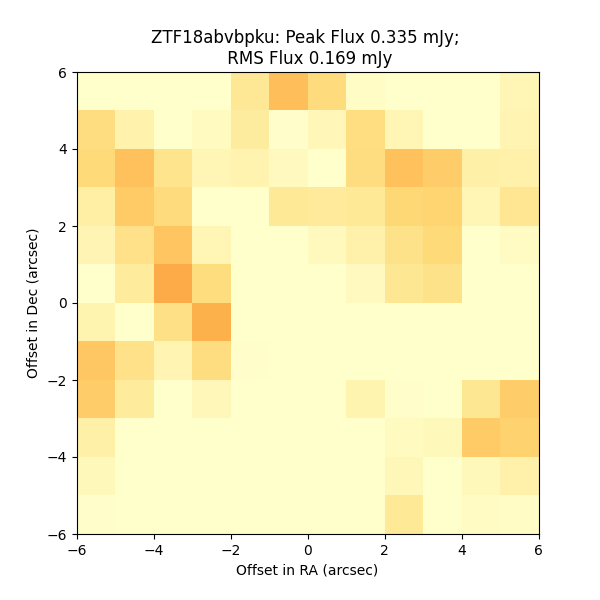 ZTF18abvbpku: Peak Flux 0.335 mJy;
RMS Flux 0.169 mJy
6
4
2
0
−2
−4
−6
Offset in Dec (arcsec)
−6 −4 −2 0 2 4 6
Offset in RA (arcsec)